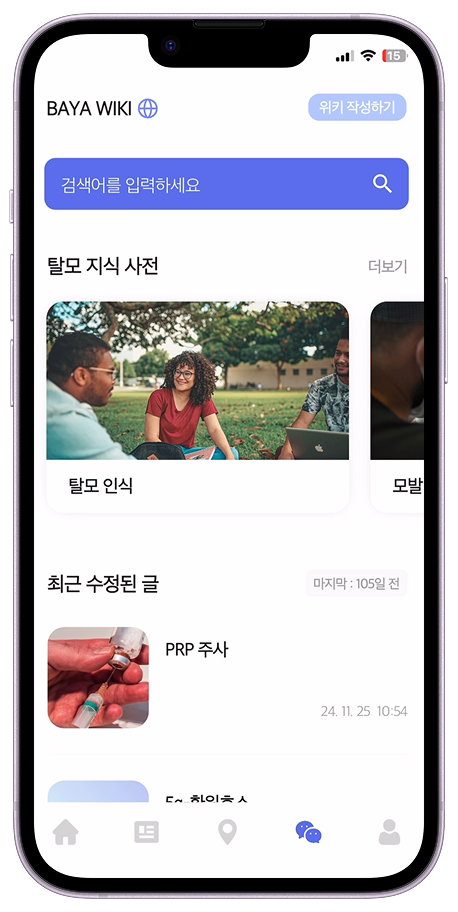 15
BAYA WIKI
위키 작성하기
검색어를 입력하세요
탈모 지식 사전
더보기
탈모 인식
모발
최근 수정된 글
마지막 : 105일 전
PRP 주사
24. 11. 25 10:54